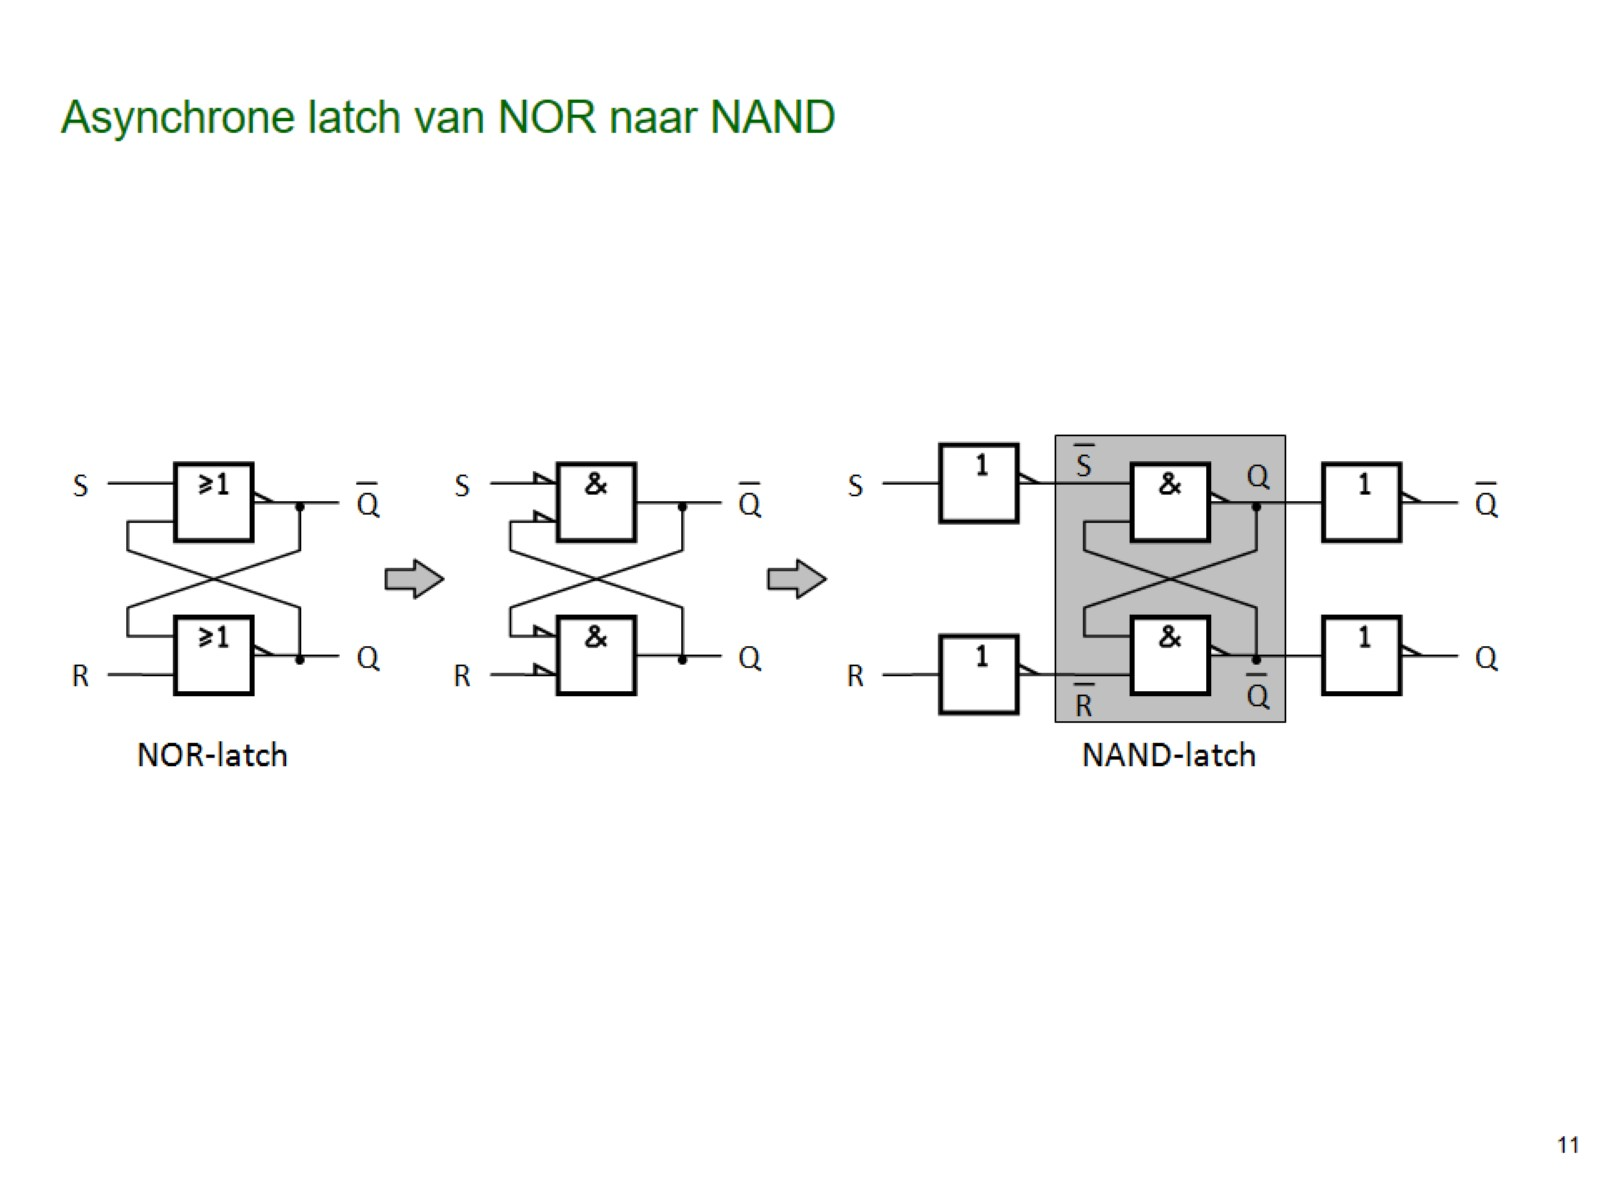 Asynchrone latch van NOR naar NAND
S ≥1 Q̅
R ≥1 Q
NOR-latch
S & Q̅
R & Q
S 1 S̅ & Q 1 Q̅
R 1 R̅ & Q̅ 1 Q
NAND-latch
11